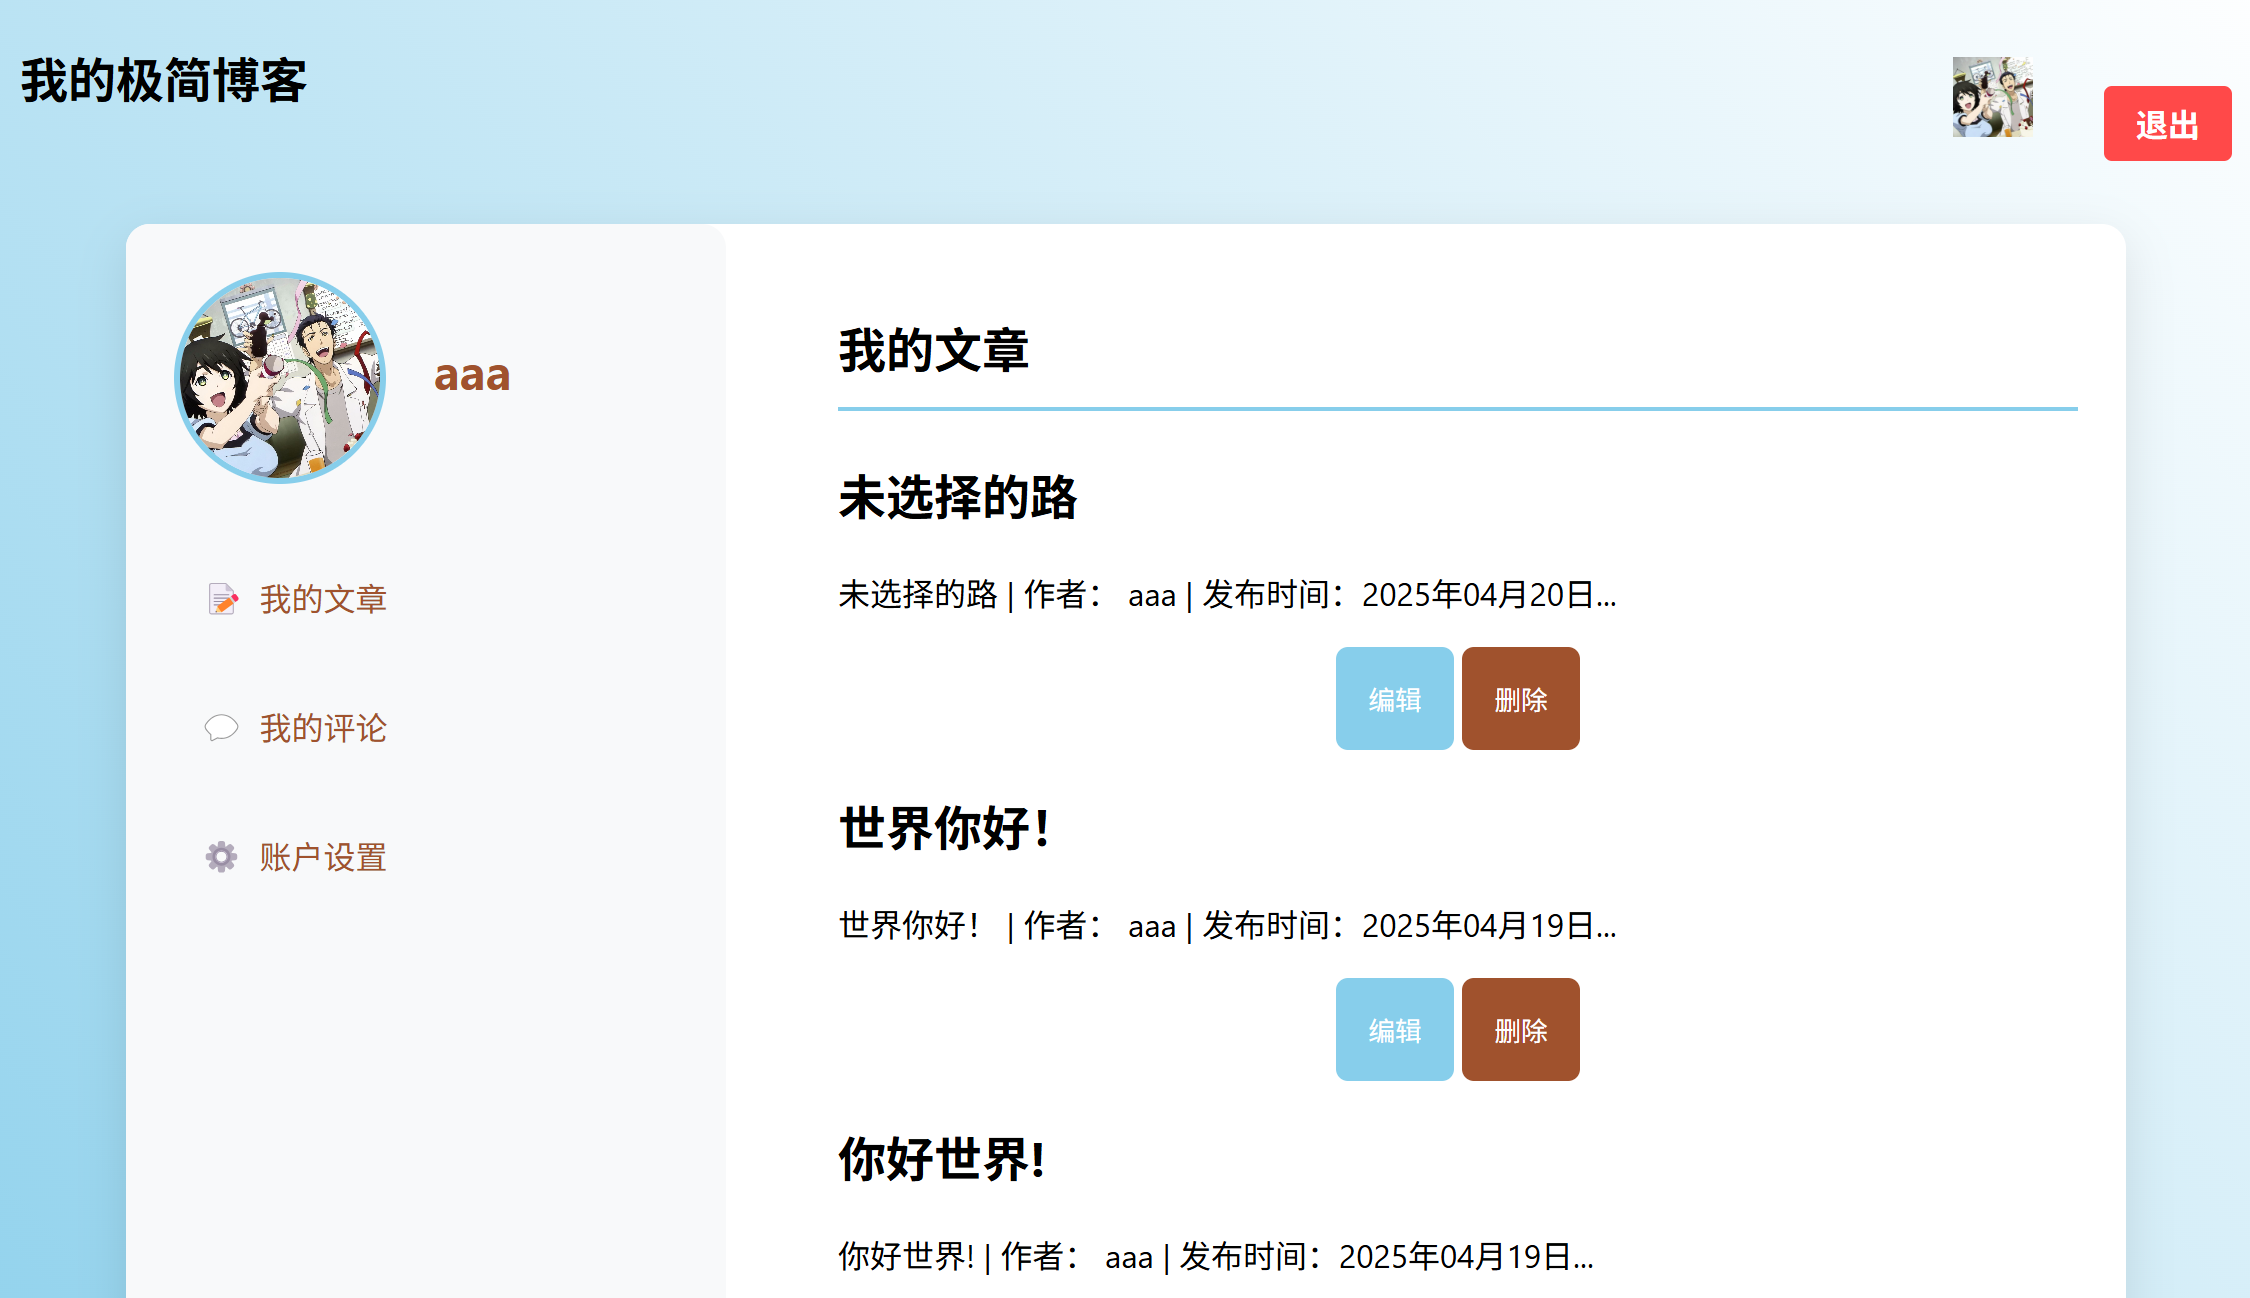 我的极简博客
退出
aaa
我的文章
我的评论
账户设置
我的文章
未选择的路
未选择的路 | 作者： aaa | 发布时间：2025年04月20日...
编辑 删除
世界你好！
世界你好！ | 作者： aaa | 发布时间：2025年04月19日...
编辑 删除
你好世界!
你好世界! | 作者： aaa | 发布时间：2025年04月19日...